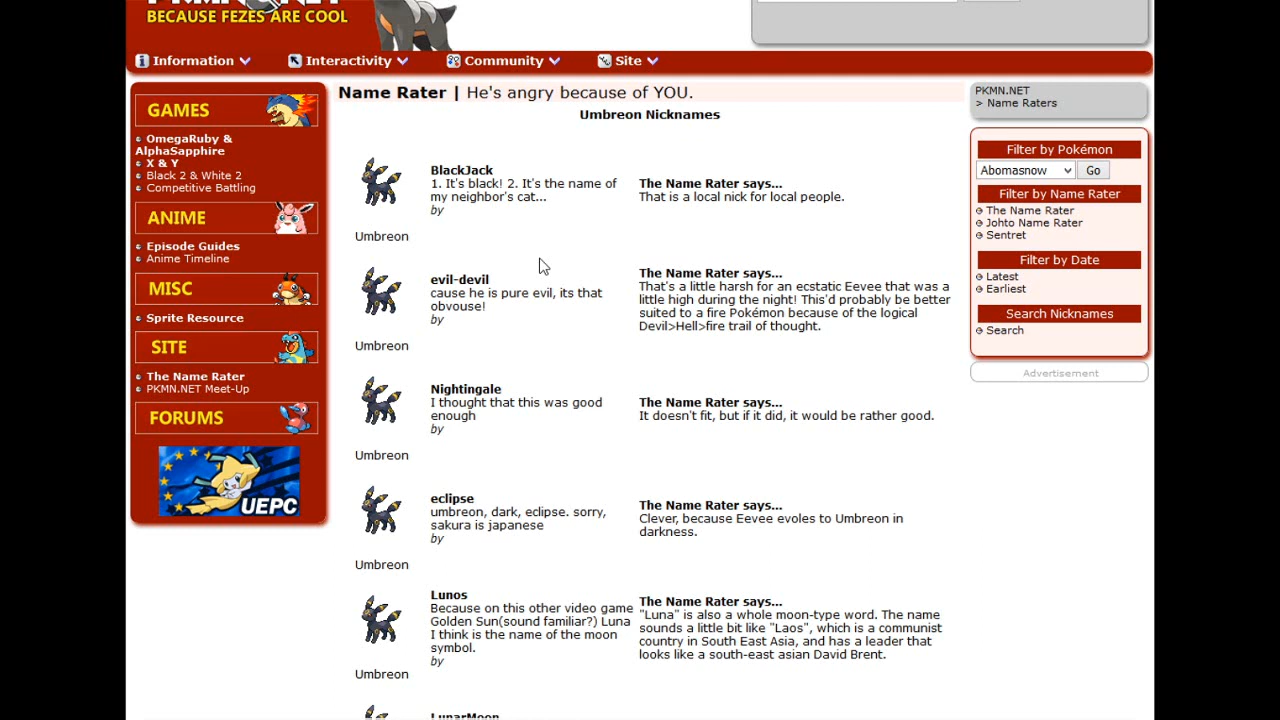 BECAUSE FEZES ARE COOL
Information
Interactivity
Community
Site
GAMES
OmegaRuby &
AlphaSapphire
X & Y
Black 2 & White 2
Competitive Battling
ANIME
Episode Guides
Anime Timeline
MISC
Sprite Resource
SITE
The Name Rater
PKMN.NET Meet-Up
FORUMS
UEPC
Name Rater | He's angry because of YOU.
Umbreon Nicknames
BlackJack
1. It's black! 2. It's the name of
my neighbor's cat...
by
Umbreon
The Name Rater says...
That is a local nick for local people.
evil-devil
cause he is pure evil, its that
obvouse!
by
Umbreon
The Name Rater says...
That's a little harsh for an ecstatic Eevee that was a
little high during the night! This'd probably be better
suited to a fire Pokémon because of the logical
Devil>Hell>fire trail of thought.
Nightingale
I thought that this was good
enough
by
Umbreon
The Name Rater says...
It doesn't fit, but if it did, it would be rather good.
eclipse
umbreon, dark, eclipse. sorry,
sakura is japanese
by
Umbreon
The Name Rater says...
Clever, because Eevee evoles to Umbreon in
darkness.
Lunos
Because on this other video game
Golden Sun(sound familiar?) Luna
I think is the name of the moon
symbol.
by
Umbreon
The Name Rater says...
"Luna" is also a whole moon-type word. The name
sounds a little bit like "Laos", which is a communist
country in South East Asia, and has a leader that
looks like a south-east asian David Brent.
LunarMoon
PKMN.NET
> Name Raters
Filter by Pokémon
Abomasnow
Go
Filter by Name Rater
The Name Rater
Johto Name Rater
Sentret
Filter by Date
Latest
Earliest
Search Nicknames
Search
Advertisement